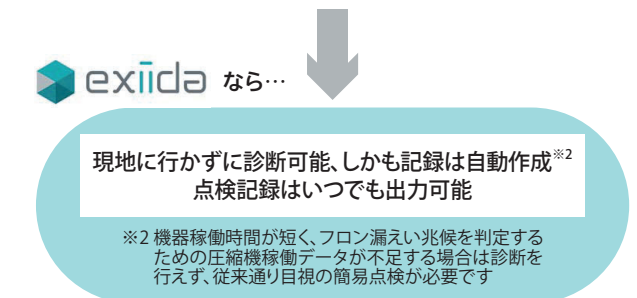 exiida なら…
現地に行かずに診断可能、しかも記録は自動作成※2
点検記録はいつでも出力可能
※2 機器稼働時間が短く、フロン漏えい兆候を判定する
ための圧縮機稼働データが不足する場合は診断を
行えず、従来通り目視の簡易点検が必要です